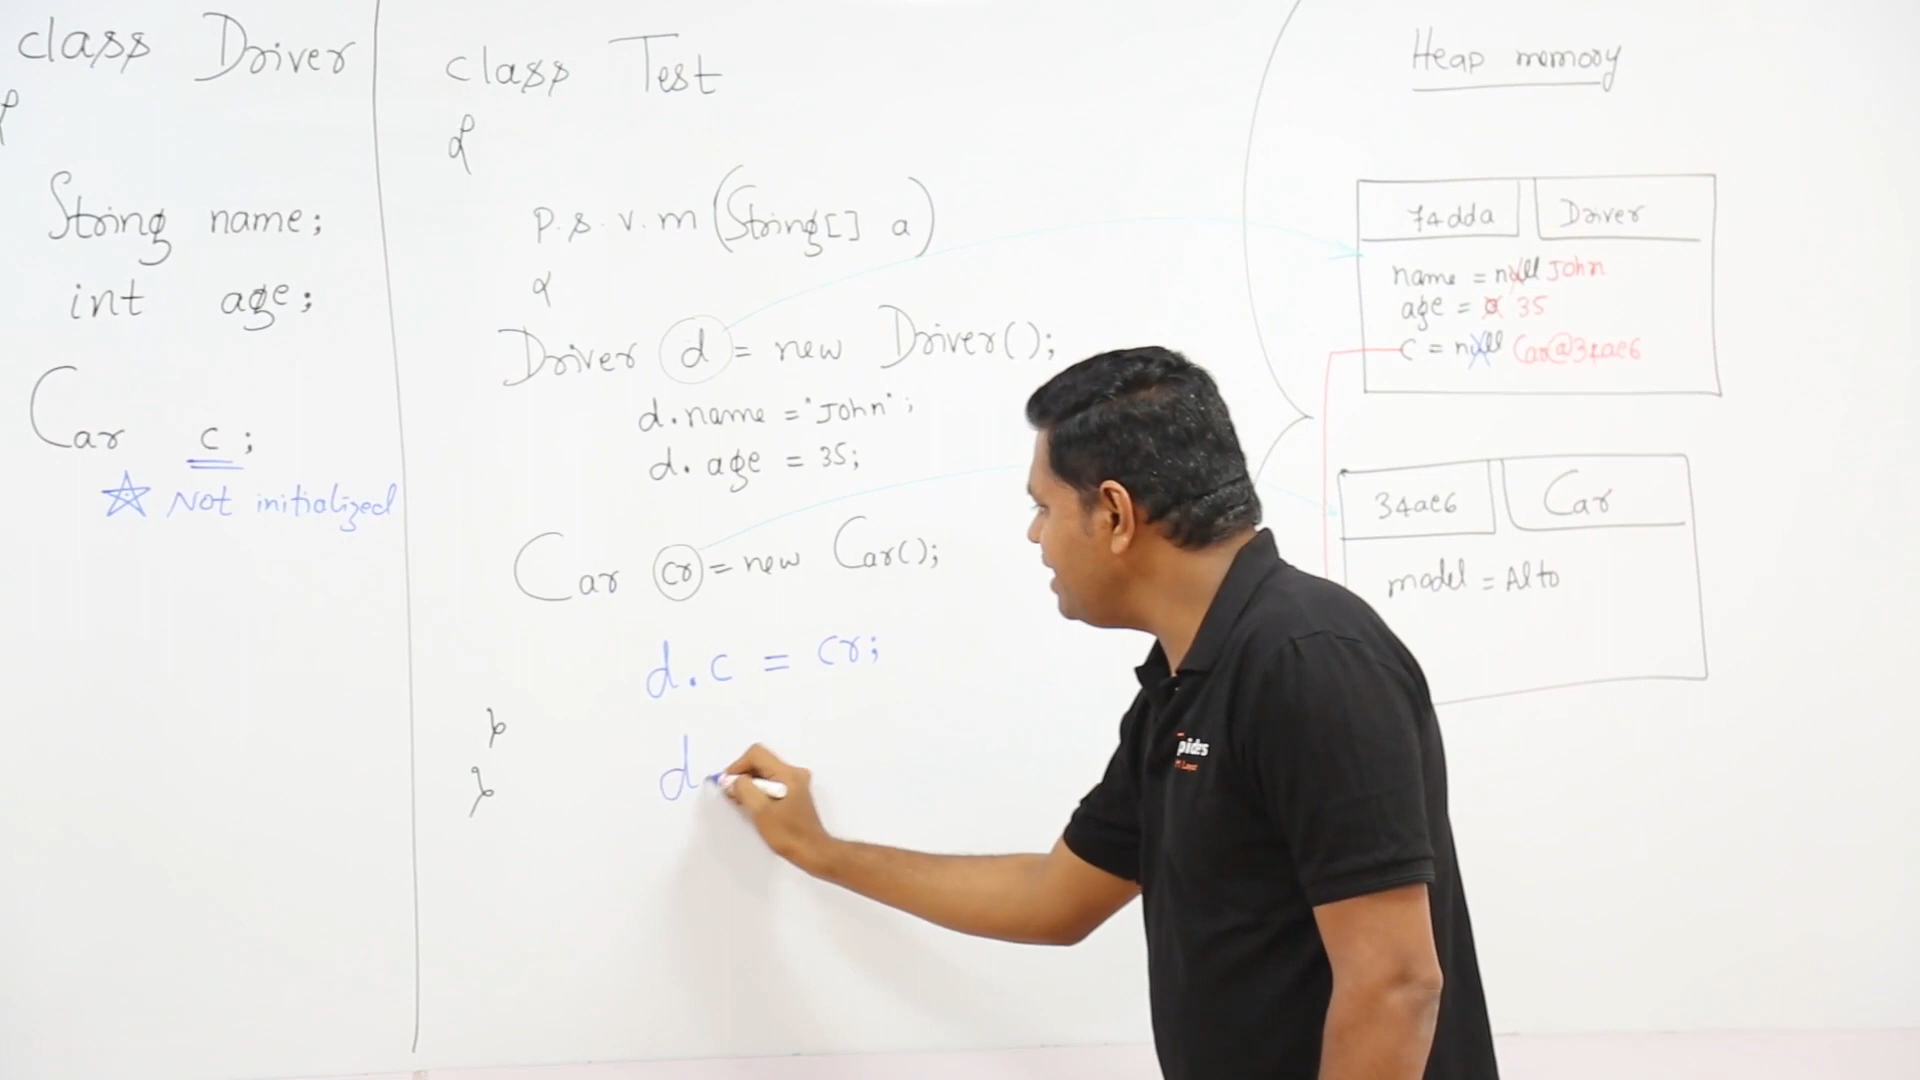 class Driver
{
String name;
int age;
Car c;
☆ Not initialized
class Test
{
p.s.v.m (String[] a)
{
Driver d = new Driver();
d.name = "John";
d.age = 35;
Car cr = new Car();
d.c = cr;
d.
}
}
Heap memory
74dda Driver
name = null John
age = 0 35
c = null Car@34ae6
34ae6 Car
model = Alto
piders